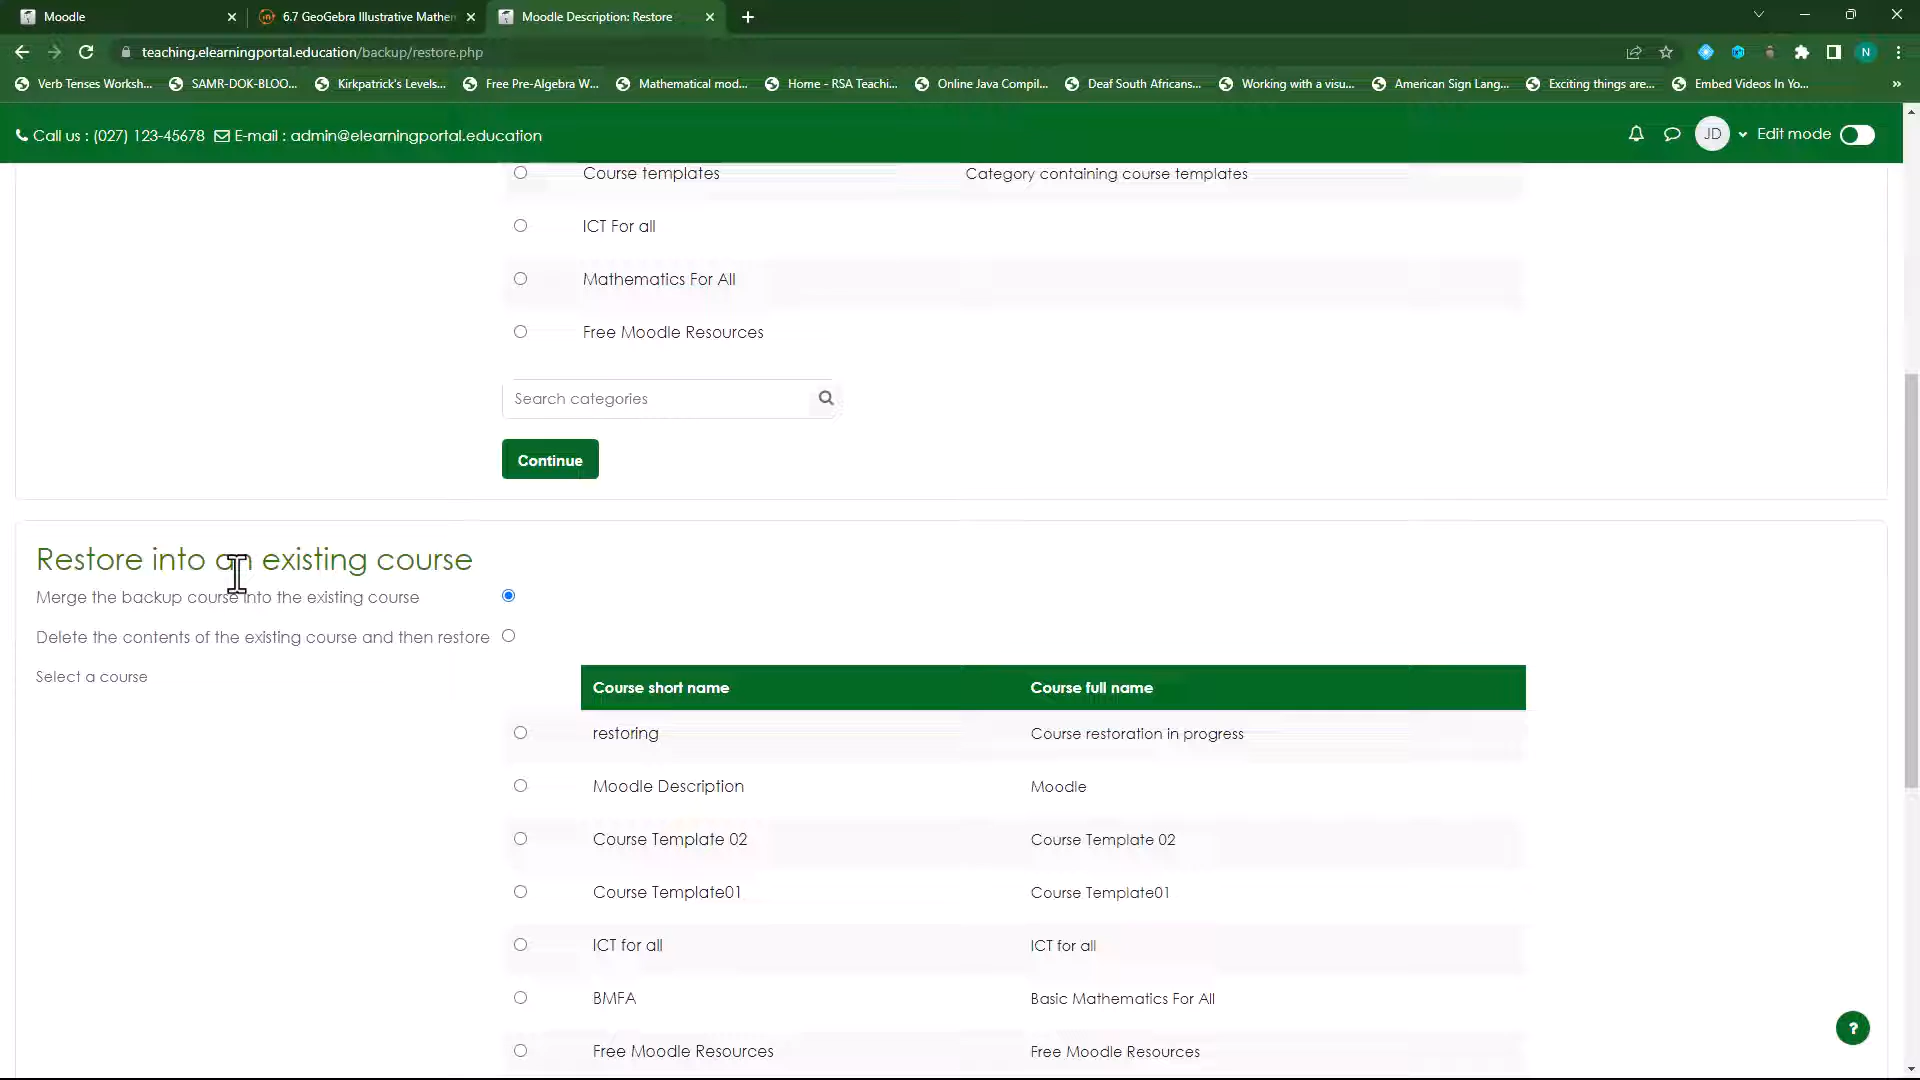 Moodle
6.7 GeoGebra Illustrative Mather
Moodle Description: Restore
teaching.elearningportal.education/backup/restore.php
N
Verb Tenses Worksh...
SAMR-DOK-BLOO...
Kirkpatrick's Levels...
Free Pre-Algebra W...
Mathematical mod...
Home - RSA Teachi...
Online Java Compil...
Deaf South Africans...
Working with a visu...
American Sign Lang...
Exciting things are...
Embed Videos In Yo...
»
Call us : (027) 123-45678 E-mail : admin@elearningportal.education
JD
Edit mode
Course templates
Category containing course templates
ICT For all
Mathematics For All
Free Moodle Resources
Search categories
Continue
Restore into an existing course
Merge the backup course into the existing course
Delete the contents of the existing course and then restore
Select a course
Course short name
Course full name
restoring
Course restoration in progress
Moodle Description
Moodle
Course Template 02
Course Template 02
Course Template01
Course Template01
ICT for all
ICT for all
BMFA
Basic Mathematics For All
Free Moodle Resources
Free Moodle Resources
?